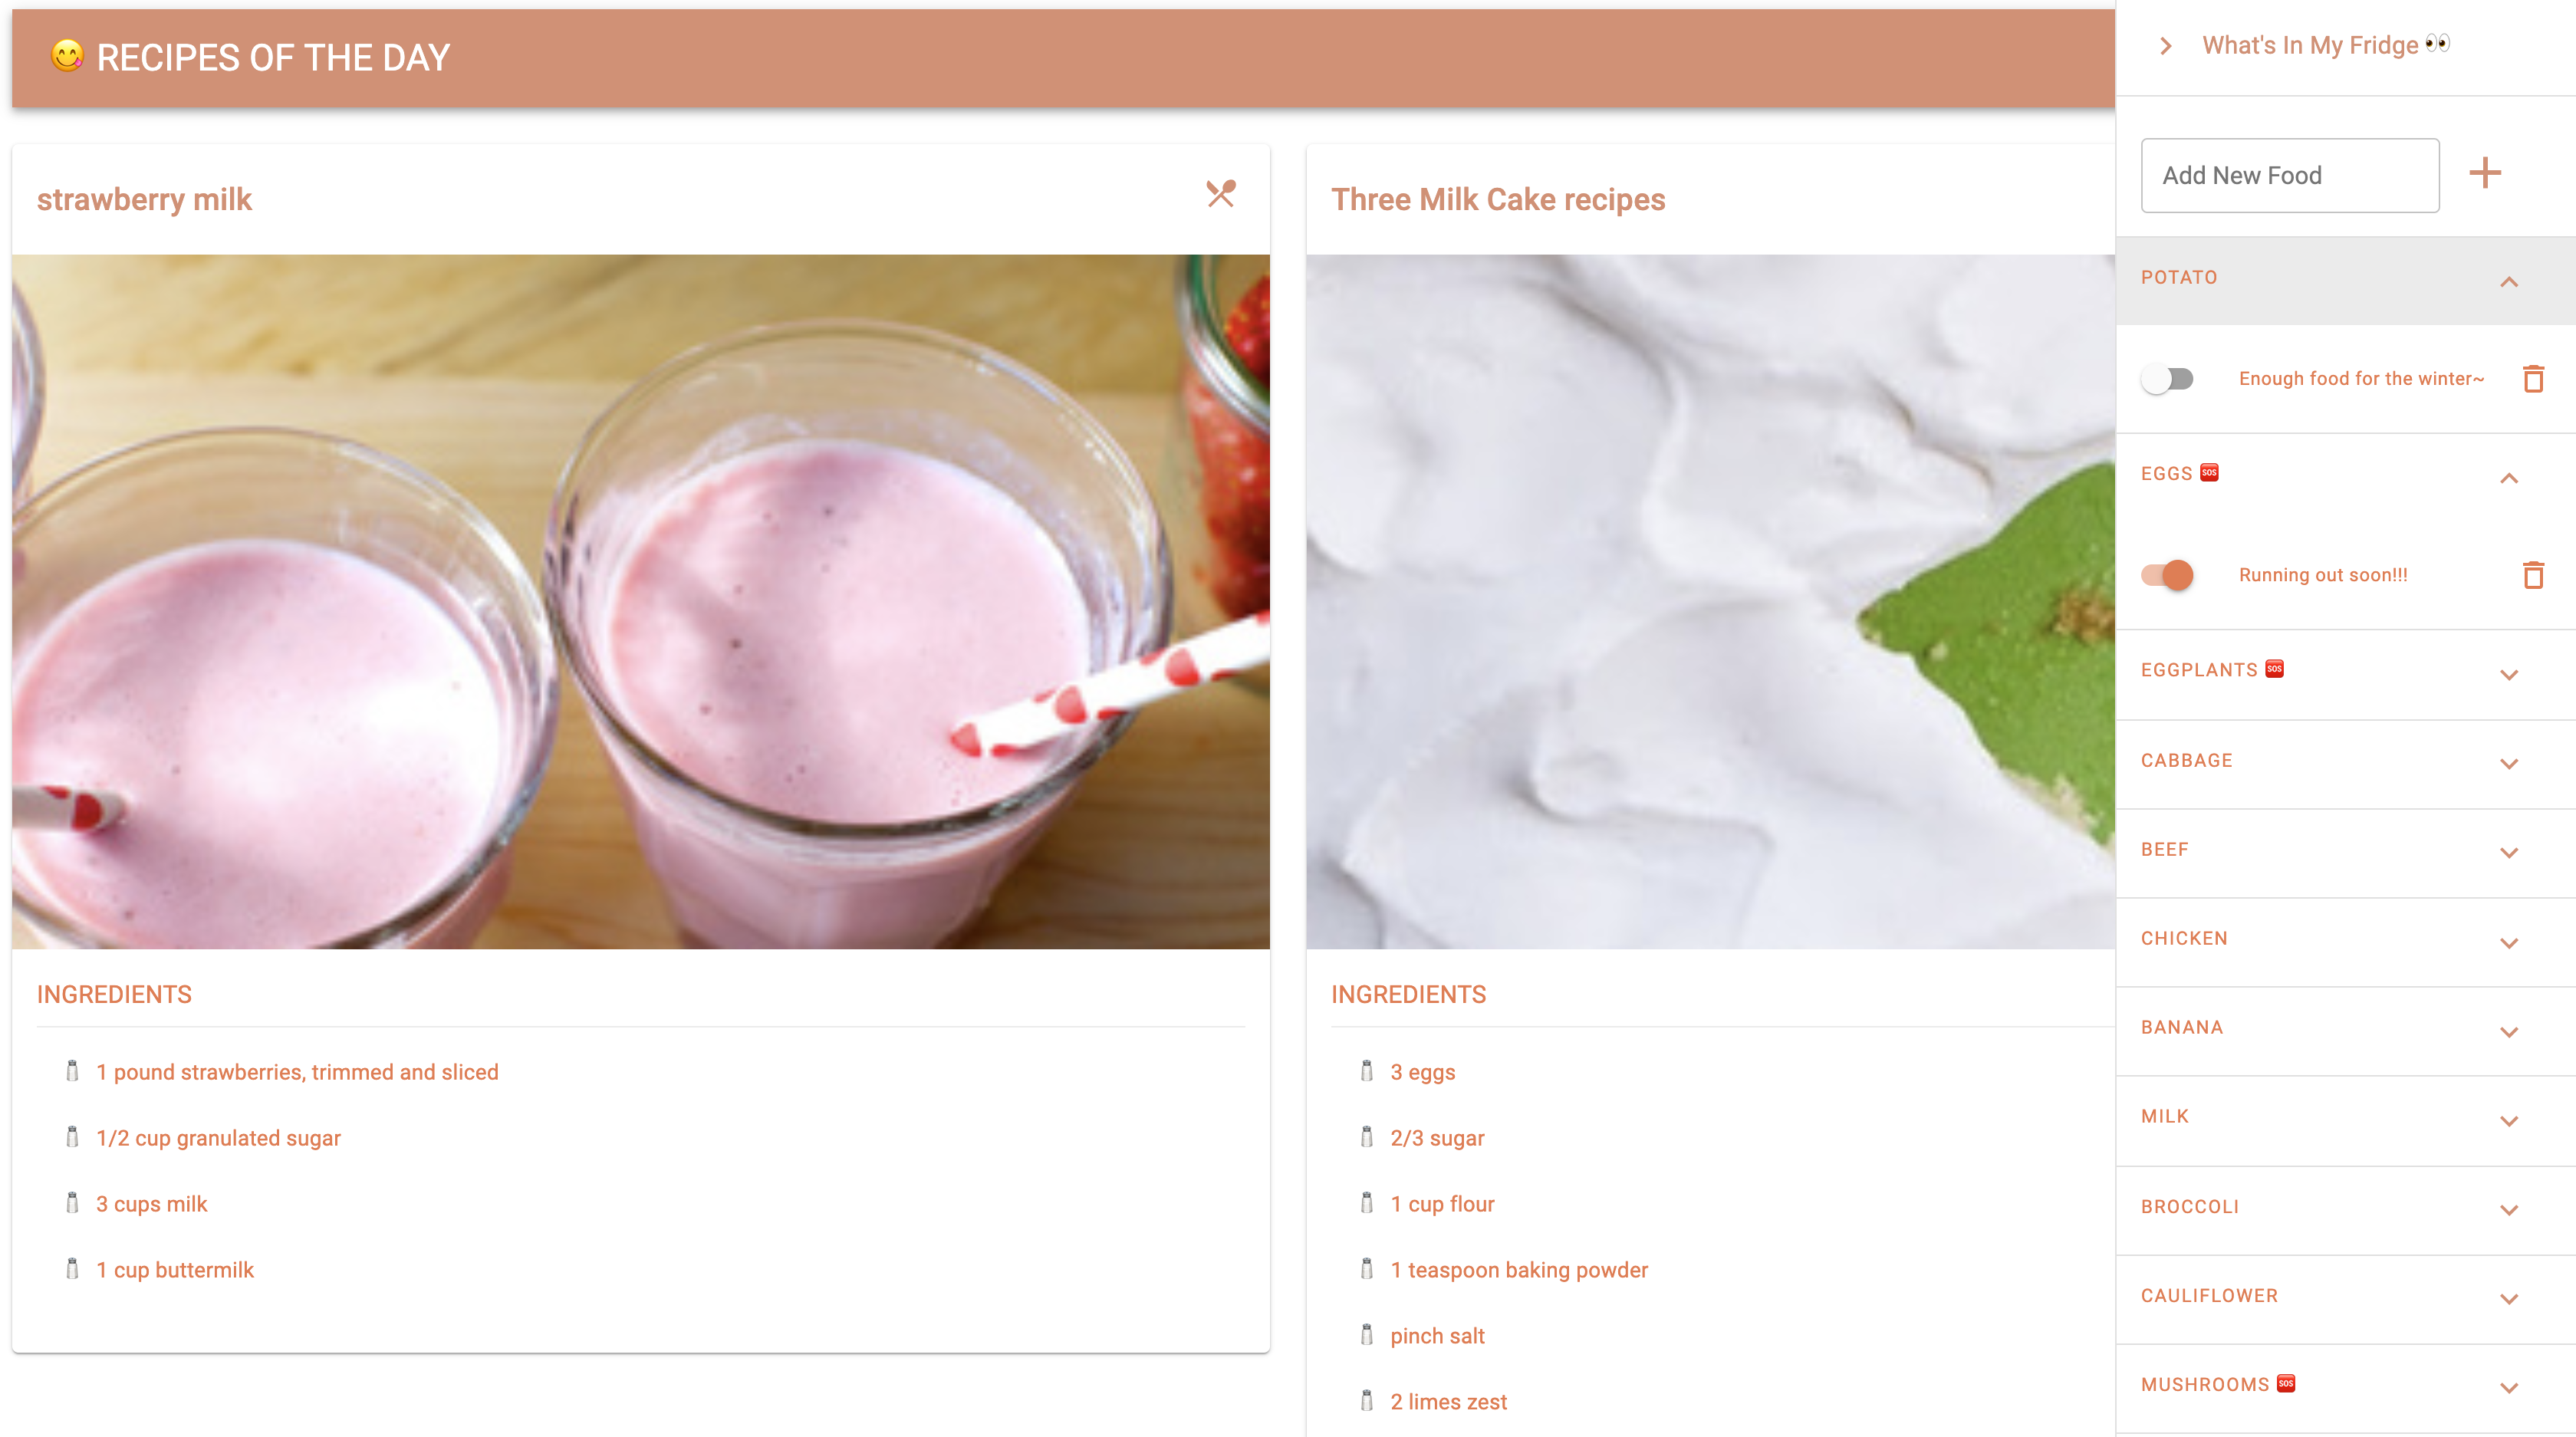 😋 RECIPES OF THE DAY
strawberry milk
INGREDIENTS
1 pound strawberries, trimmed and sliced
1/2 cup granulated sugar
3 cups milk
1 cup buttermilk
Three Milk Cake recipes
INGREDIENTS
3 eggs
2/3 sugar
1 cup flour
1 teaspoon baking powder
pinch salt
2 limes zest
What's In My Fridge 👀
Add New Food
POTATO
Enough food for the winter~
EGGS 🆘
Running out soon!!!
EGGPLANTS 🆘
CABBAGE
BEEF
CHICKEN
BANANA
MILK
BROCCOLI
CAULIFLOWER
MUSHROOMS 🆘